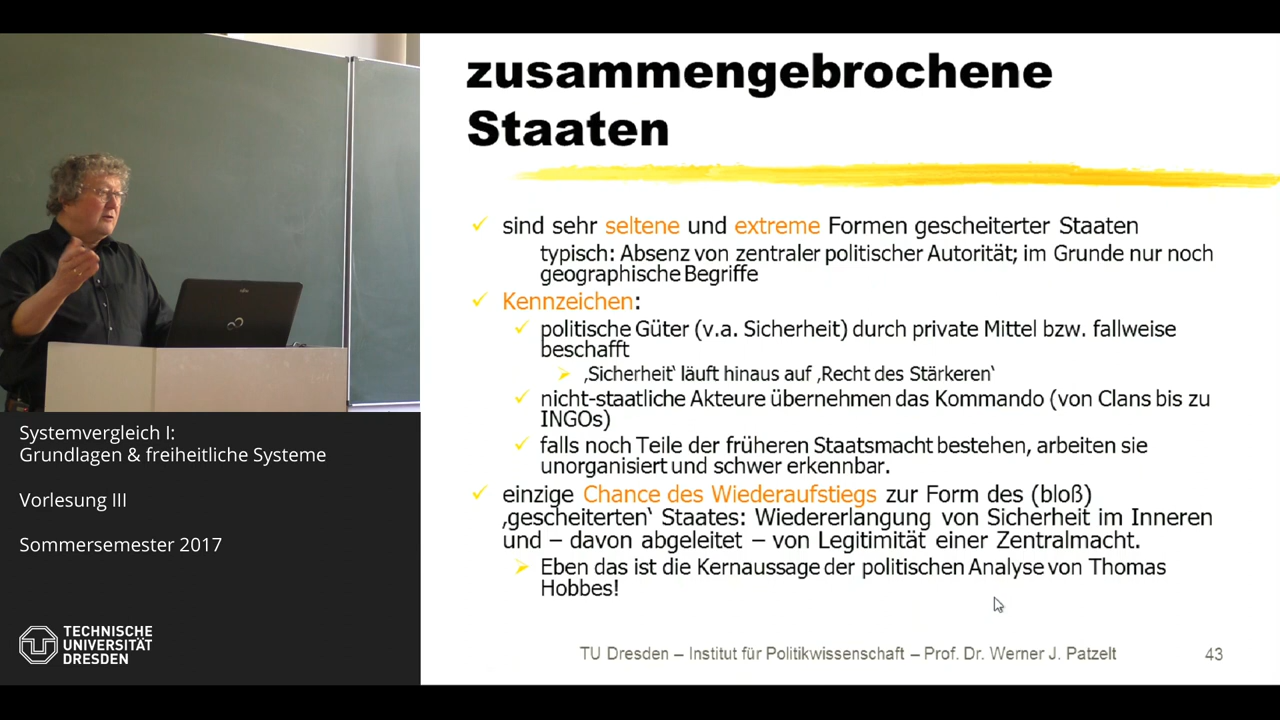 zusammengebrochene
Staaten
sind sehr seltene und extreme Formen gescheiterter Staaten
typisch: Absenz von zentraler politischer Autorität; im Grunde nur noch
geographische Begriffe
Kennzeichen:
politische Güter (v.a. Sicherheit) durch private Mittel bzw. fallweise
beschafft
‚Sicherheit‘ läuft hinaus auf ‚Recht des Stärkeren‘
nicht-staatliche Akteure übernehmen das Kommando (von Clans bis zu
INGOs)
falls noch Teile der früheren Staatsmacht bestehen, arbeiten sie
unorganisiert und schwer erkennbar.
einzige Chance des Wiederaufstiegs zur Form des (bloß)
‚gescheiterten‘ Staates: Wiedererlangung von Sicherheit im Inneren
und – davon abgeleitet – von Legitimität einer Zentralmacht.
Eben das ist die Kernaussage der politischen Analyse von Thomas
Hobbes!
TU Dresden – Institut für Politikwissenschaft – Prof. Dr. Werner J. Patzelt
43
Systemvergleich I:
Grundlagen & freiheitliche Systeme
Vorlesung III
Sommersemester 2017
TECHNISCHE
UNIVERSITÄT
DRESDEN